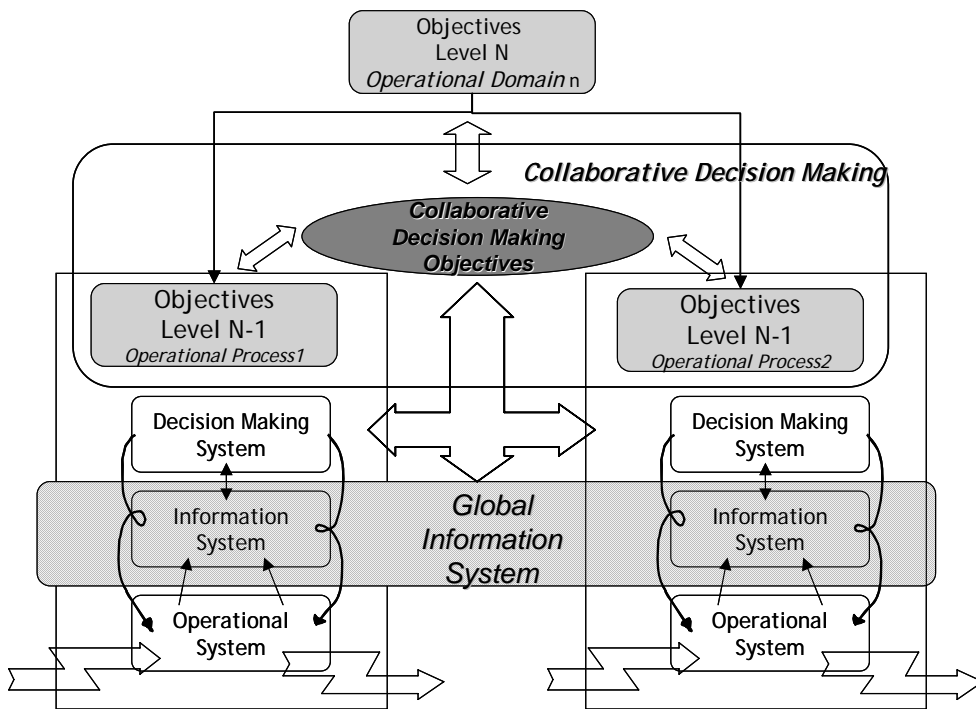 Objectives
Level N
Operational Domain n
Collaborative Decision Making
Collaborative
Decision Making
Objectives
Objectives
Level N-1
Operational Process1
Objectives
Level N-1
Operational Process2
Decision Making
System
Decision Making
System
Information
System
Global
Information
System
Information
System
Operational
System
Operational
System